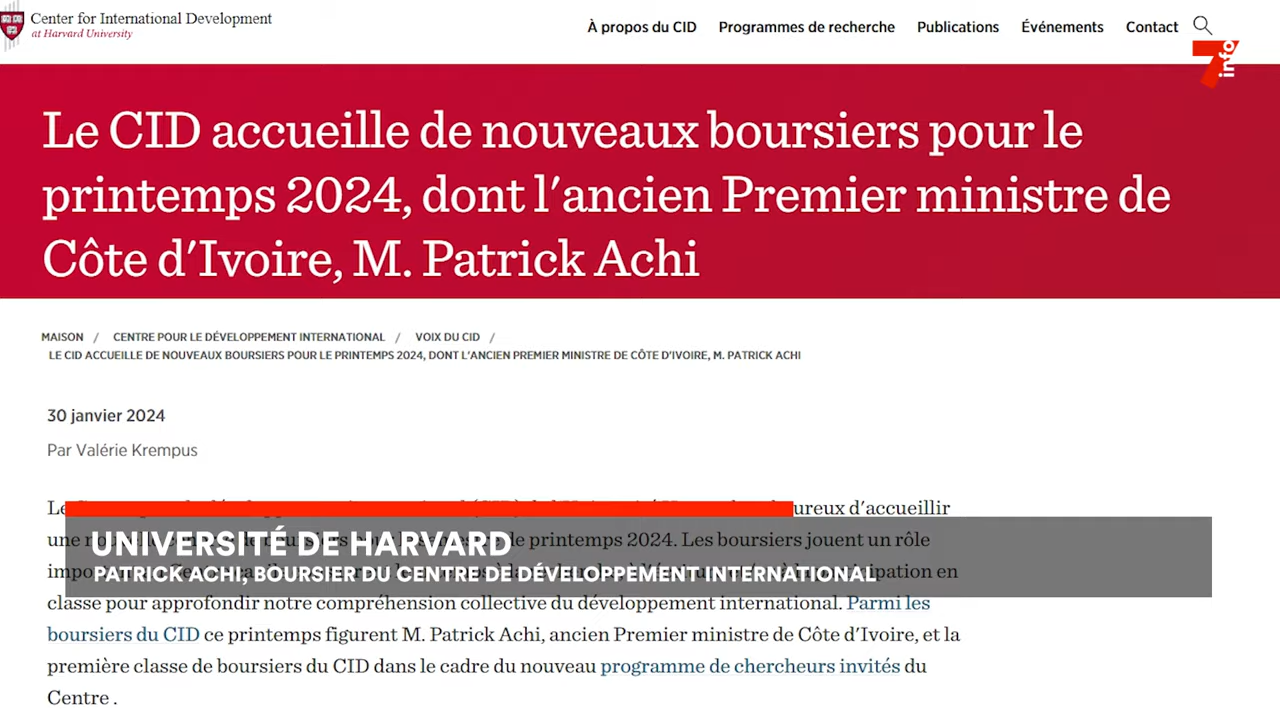 Center for International Development
at Harvard University
À propos du CID Programmes de recherche Publications Événements Contact
7 info
Le CID accueille de nouveaux boursiers pour le
printemps 2024, dont l'ancien Premier ministre de
Côte d'Ivoire, M. Patrick Achi
MAISON / CENTRE POUR LE DÉVELOPPEMENT INTERNATIONAL / VOIX DU CID /
LE CID ACCUEILLE DE NOUVEAUX BOURSIERS POUR LE PRINTEMPS 2024, DONT L'ANCIEN PREMIER MINISTRE DE CÔTE D'IVOIRE, M. PATRICK ACHI
30 janvier 2024
Par Valérie Krempus
Le d'accueillir
une de printemps 2024. Les boursiers jouent un rôle
en
UNIVERSITÉ DE HARVARD
PATRICK ACHI, BOURSIER DU CENTRE DE DÉVELOPPEMENT INTERNATIONAL
classe pour approfondir notre compréhension collective du développement international. Parmi les
boursiers du CID ce printemps figurent M. Patrick Achi, ancien Premier ministre de Côte d'Ivoire, et la
première classe de boursiers du CID dans le cadre du nouveau programme de chercheurs invités du
Centre .